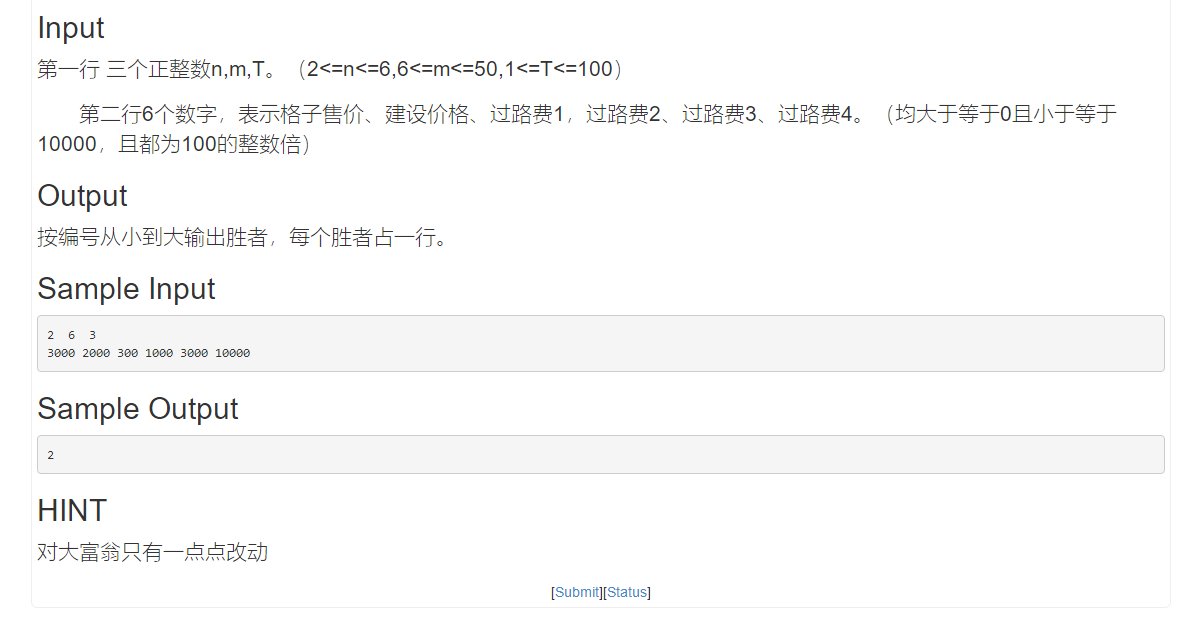 Input
第一行 三个正整数n,m,T。（2<=n<=6,6<=m<=50,1<=T<=100）
第二行6个数字，表示格子售价、建设价格、过路费1，过路费2、过路费3、过路费4。（均大于等于0且小于等于
10000，且都为100的整数倍）
Output
按编号从小到大输出胜者，每个胜者占一行。
Sample Input
2  6  3
3000 2000 300 1000 3000 10000
Sample Output
2
HINT
对大富翁只有一点点改动
[Submit][Status]